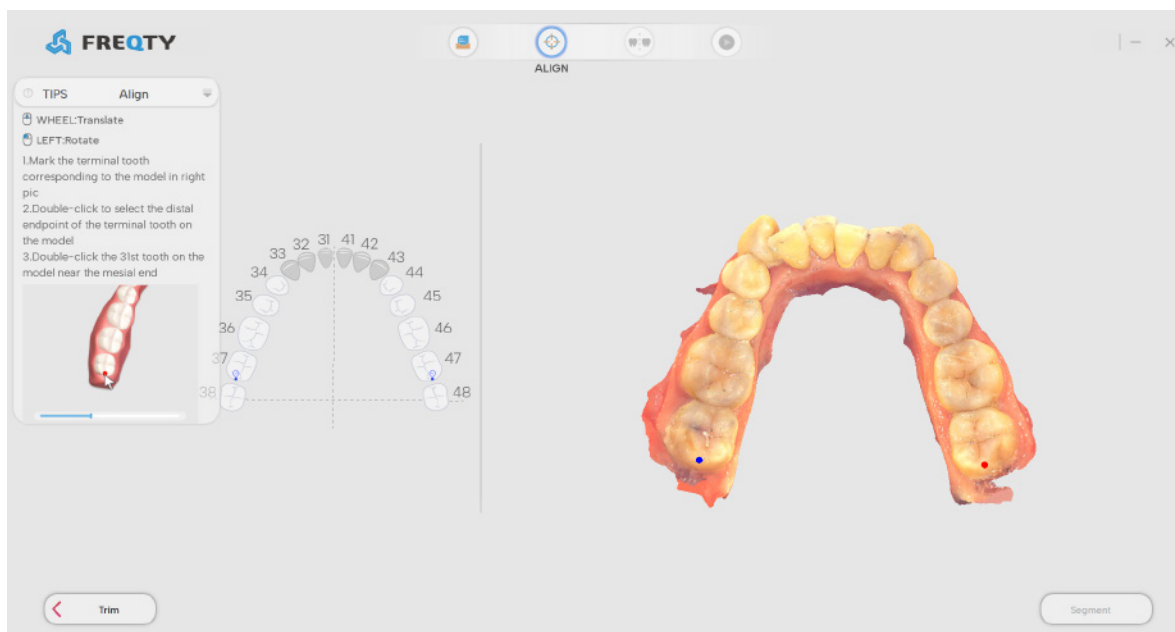 FREQTY
ALIGN
TIPS Align
WHEEL:Translate
LEFT:Rotate
1.Mark the terminal tooth
corresponding to the model in right
pic
2.Double-click to select the distal
endpoint of the terminal tooth on
the model
3.Double-click the 31st tooth on the
model near the mesial end
31 41
32 42
33 43
34 44
35 45
36 46
37 47
38 48
Trim
Segment